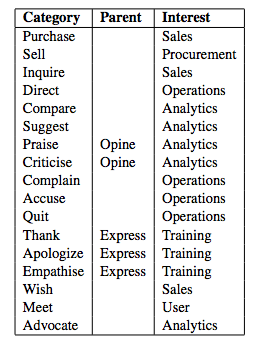 Category Parent Interest
Purchase Sales
Sell Procurement
Inquire Sales
Direct Operations
Compare Analytics
Suggest Analytics
Praise Opine Analytics
Criticise Opine Analytics
Complain Operations
Accuse Operations
Quit Operations
Thank Express Training
Apologize Express Training
Empathise Express Training
Wish Sales
Meet User
Advocate Analytics